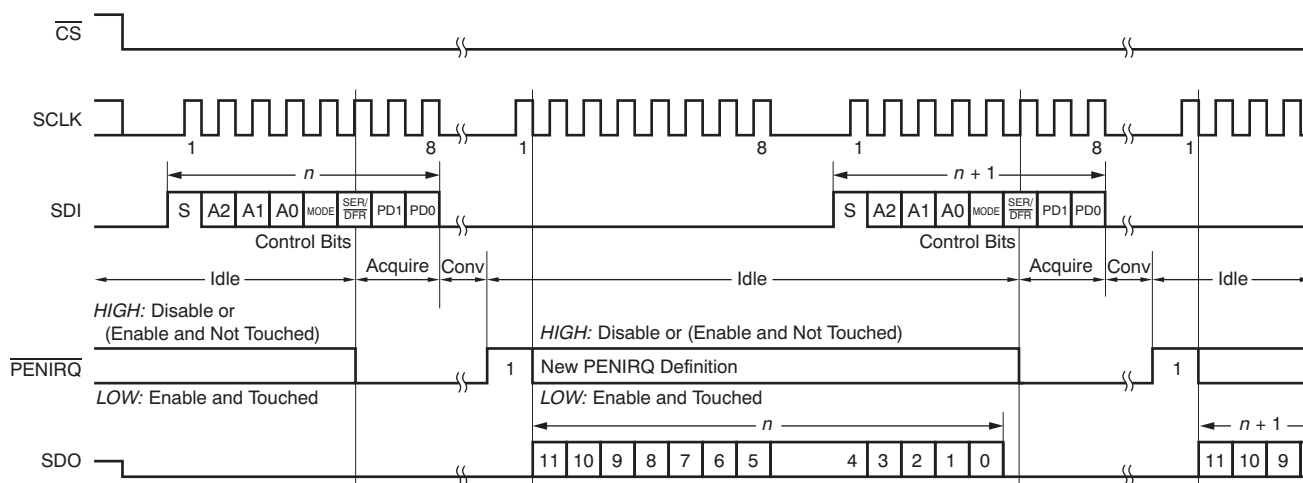 CS
SCLK
1 8 1 8 1 8 1
n n + 1
SDI S A2 A1 A0 MODE SER/DFR PD1 PD0 S A2 A1 A0 MODE SER/DFR PD1 PD0
Control Bits Control Bits
Idle Acquire Conv Idle Acquire Conv Idle
HIGH: Disable or
(Enable and Not Touched)
HIGH: Disable or (Enable and Not Touched)
PENIRQ 1 New PENIRQ Definition 1
LOW: Enable and Touched LOW: Enable and Touched
n n + 1
SDO 11 10 9 8 7 6 5 4 3 2 1 0 11 10 9